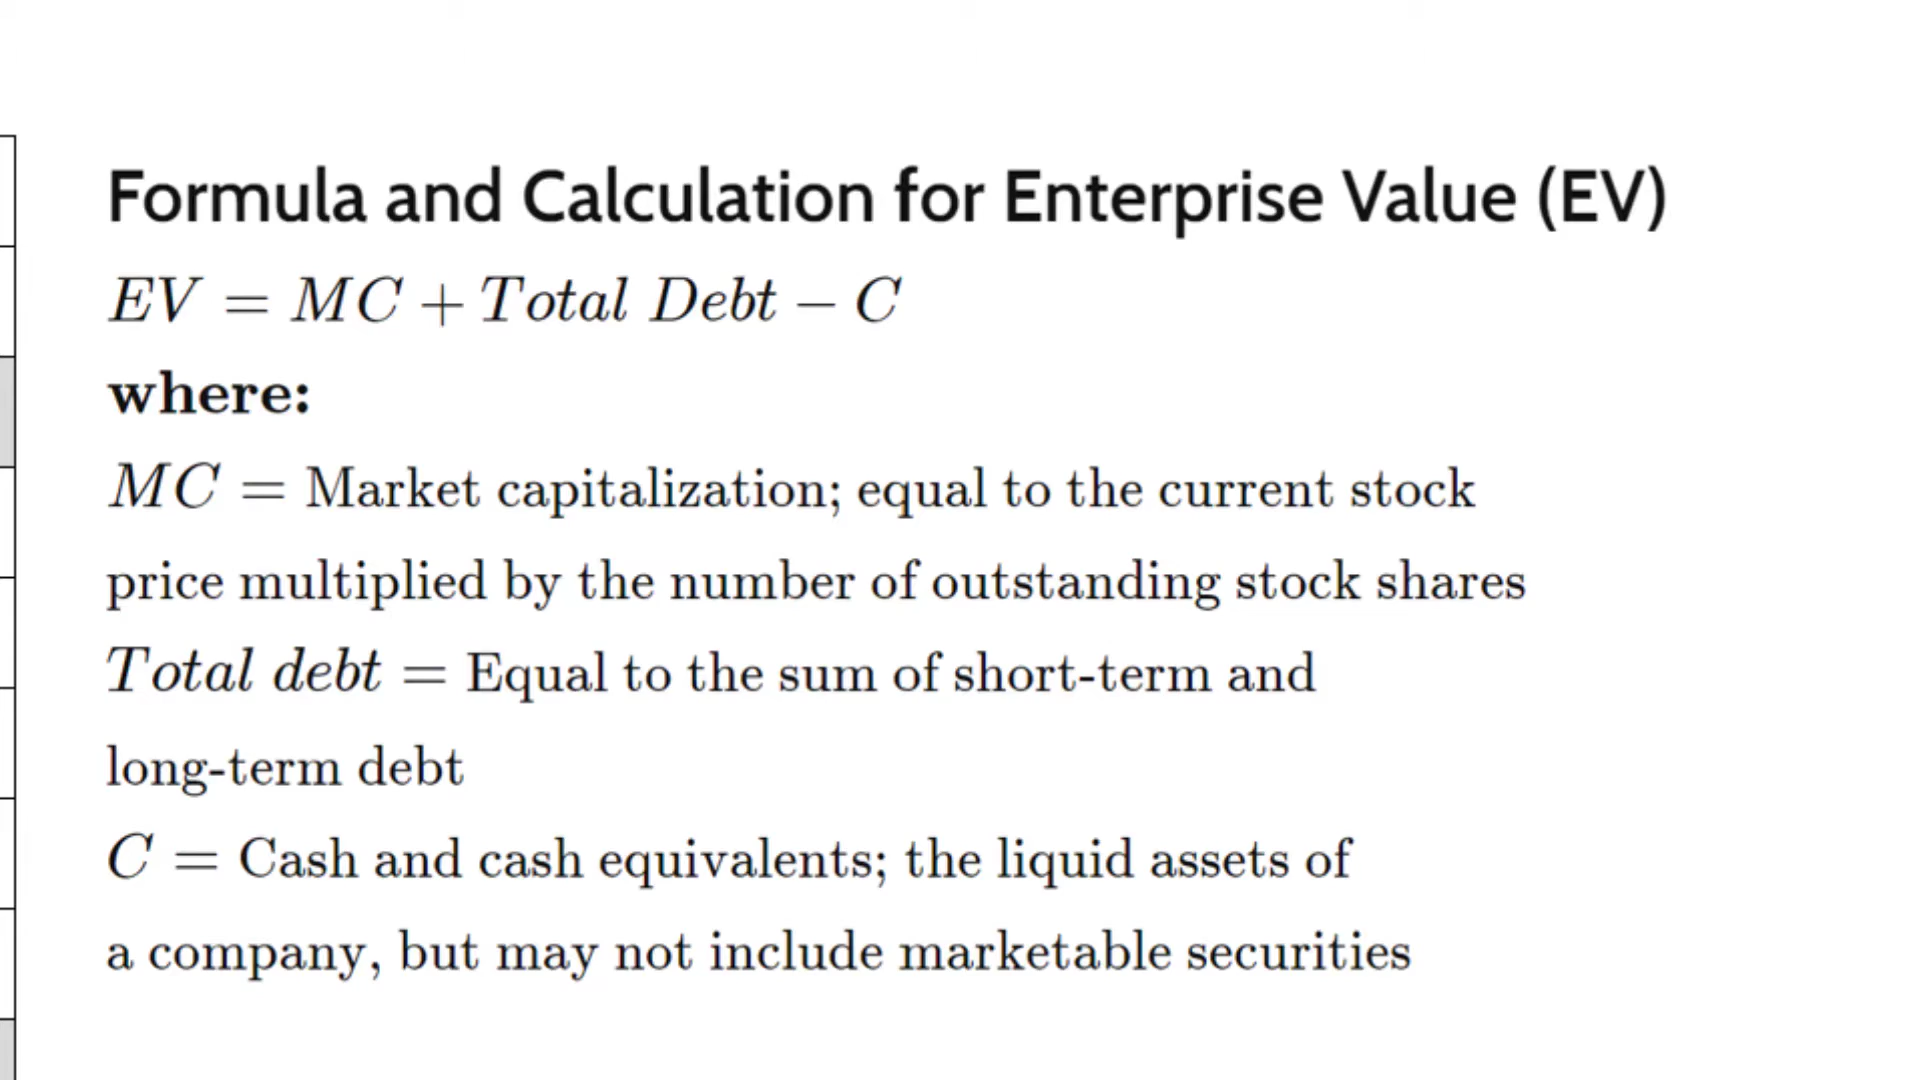 Formula and Calculation for Enterprise Value (EV)
EV = MC + Total Debt − C
where:
MC = Market capitalization; equal to the current stock
price multiplied by the number of outstanding stock shares
Total debt = Equal to the sum of short-term and
long-term debt
C = Cash and cash equivalents; the liquid assets of
a company, but may not include marketable securities